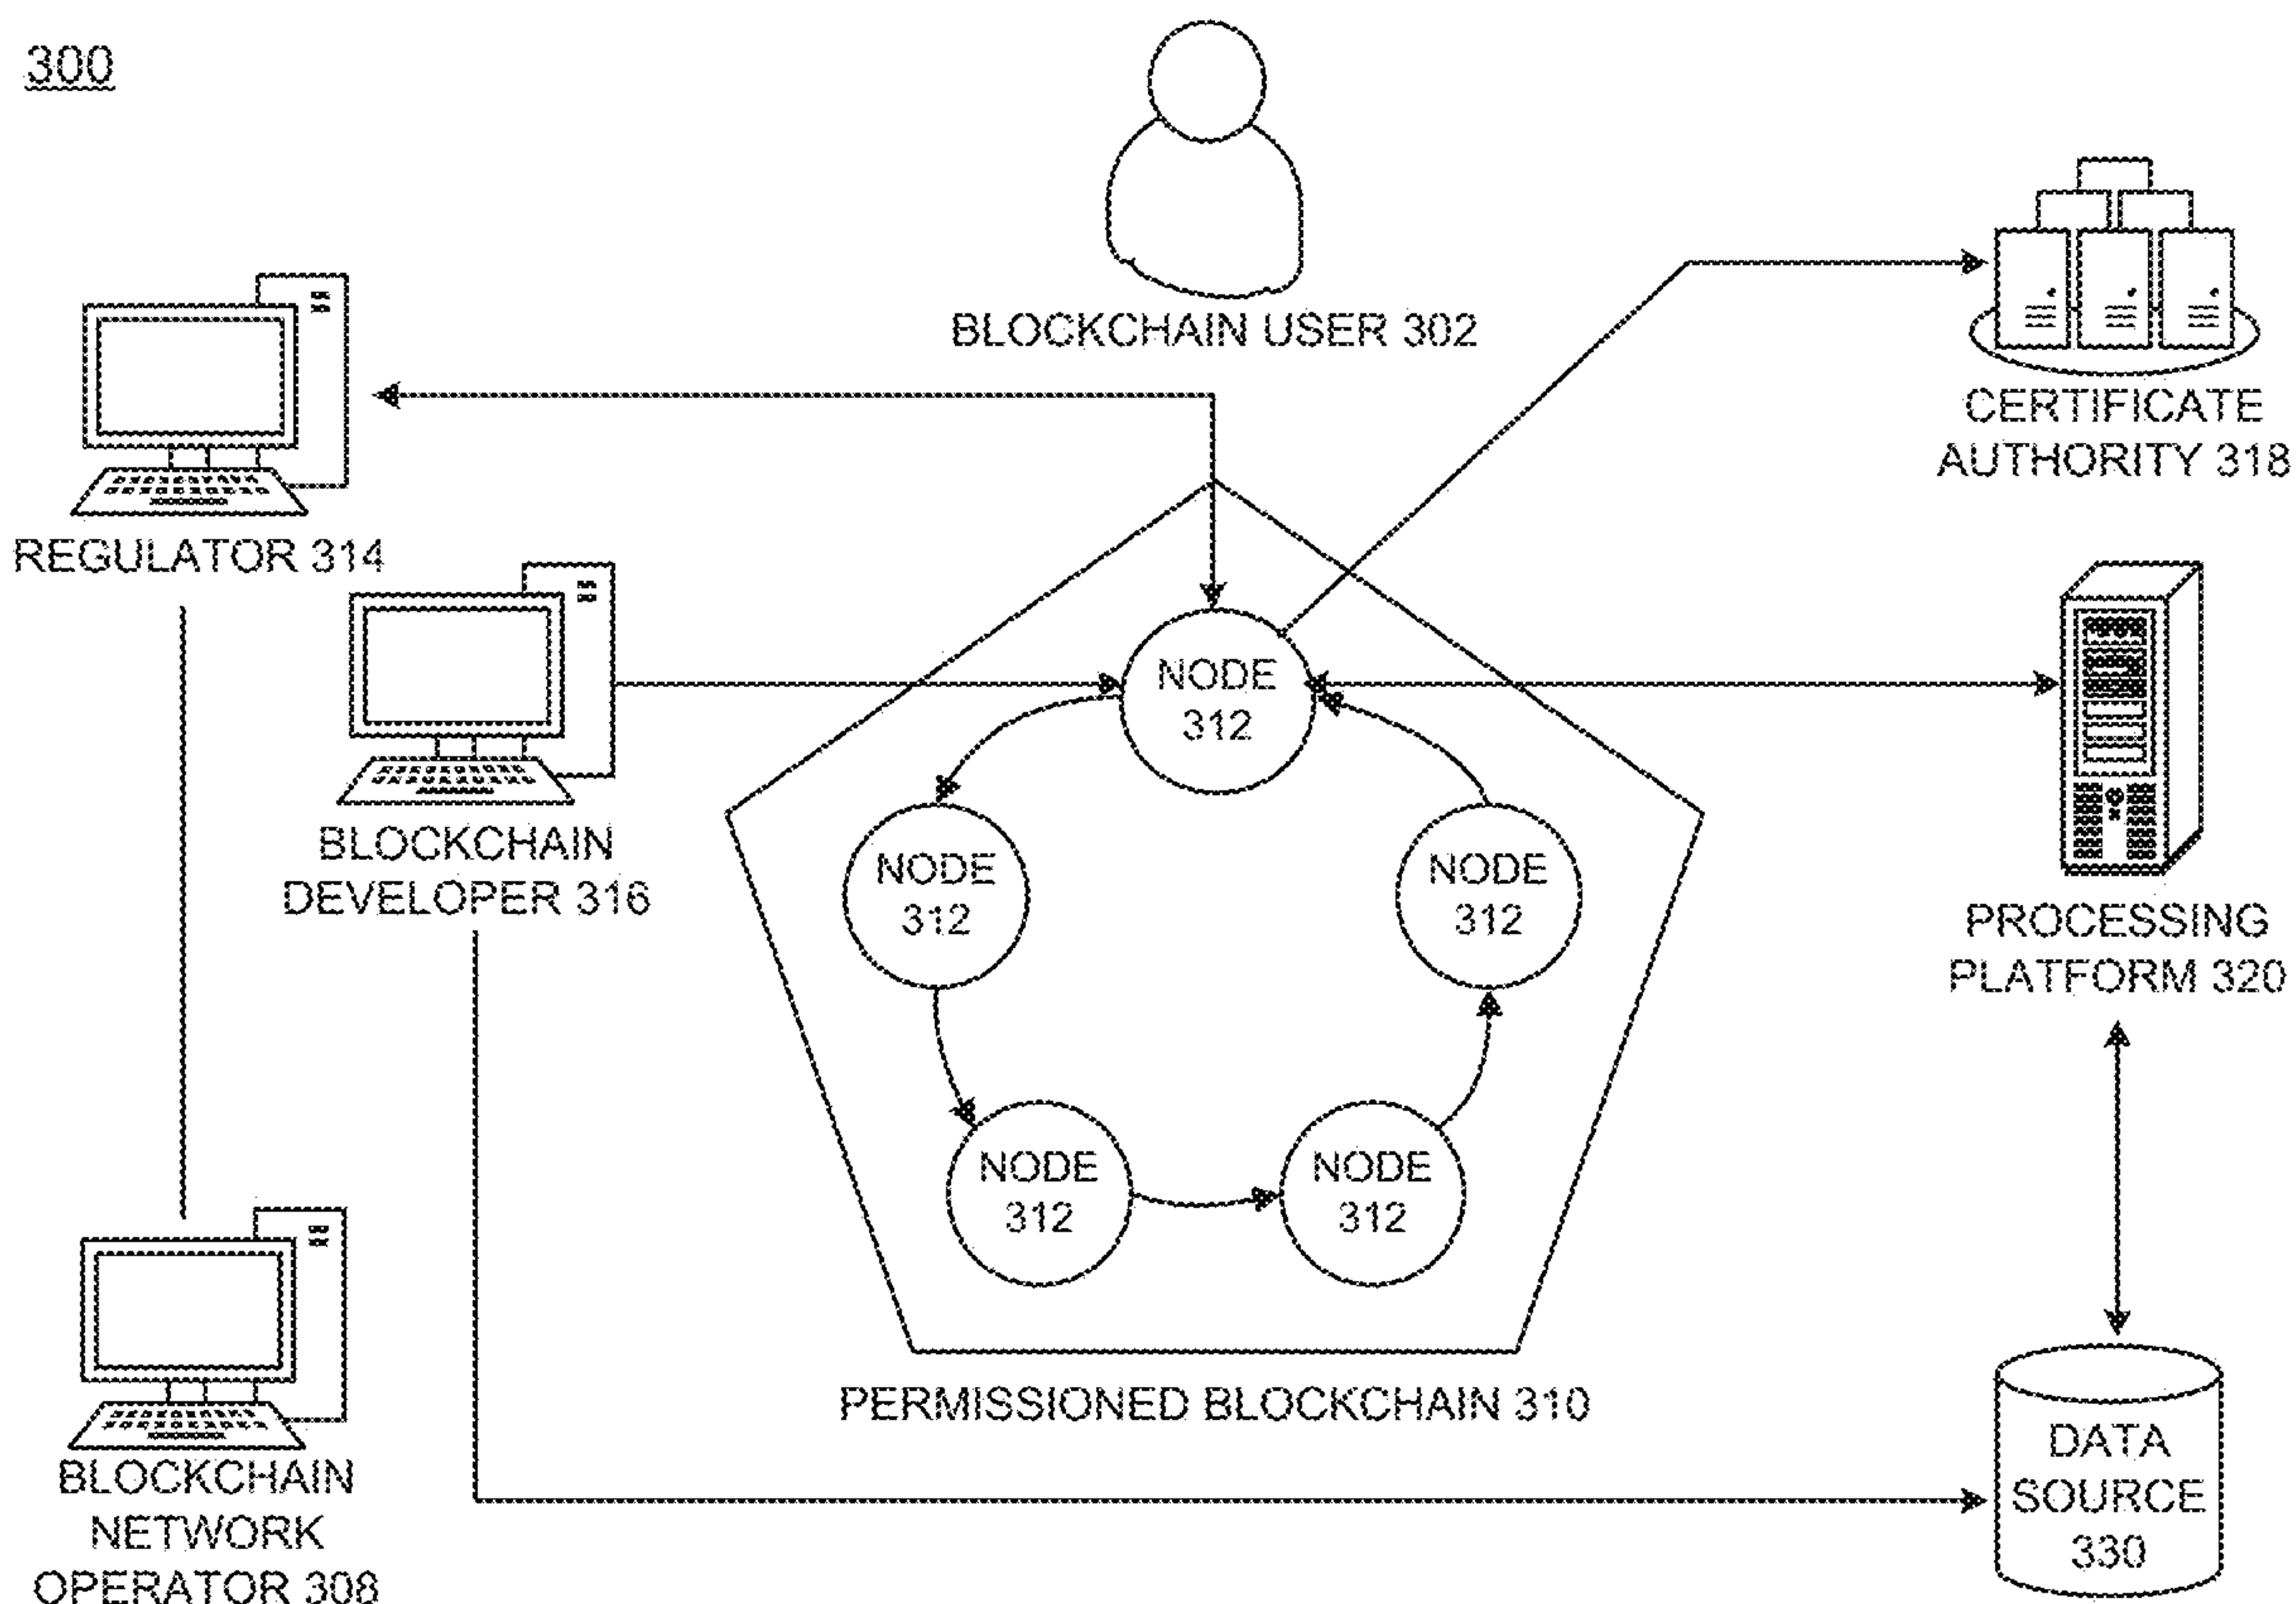 300
BLOCKCHAIN USER 302
CERTIFICATE
AUTHORITY 318
REGULATOR 314
BLOCKCHAIN
DEVELOPER 316
NODE
312
NODE
312
NODE
312
NODE
312
NODE
312
PROCESSING
PLATFORM 320
PERMISSIONED BLOCKCHAIN 310
BLOCKCHAIN
NETWORK
OPERATOR 308
DATA
SOURCE
330